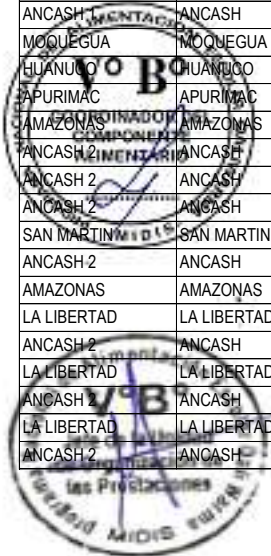 ANCASH 1 ANCASH
MOQUEGUA MOQUEGUA
HUANUCO HUANUCO
APURIMAC APURIMAC
AMAZONAS AMAZONAS
ANCASH 2 ANCASH
ANCASH 2 ANCASH
ANCASH 2 ANCASH
SAN MARTIN SAN MARTIN
ANCASH 2 ANCASH
AMAZONAS AMAZONAS
LA LIBERTAD LA LIBERTAD
ANCASH 2 ANCASH
LA LIBERTAD LA LIBERTAD
ANCASH 2 ANCASH
LA LIBERTAD LA LIBERTAD
ANCASH 2 ANCASH
V° B°
COORDINADOR
COMPONENTE
ALIMENTARIO
MIDIS
V° B°
las Prestaciones
MIDIS